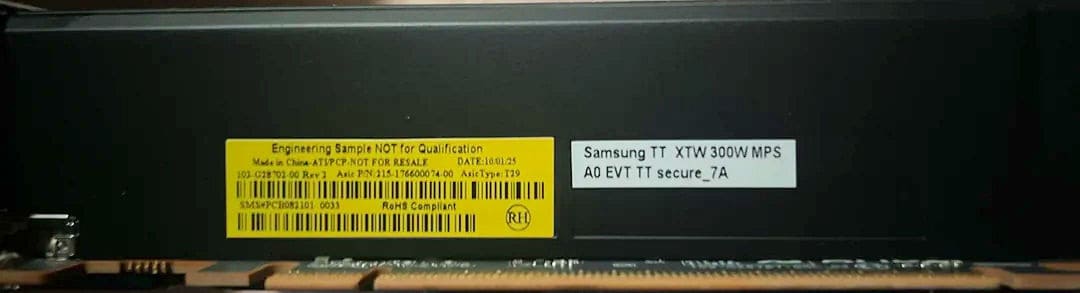 Engineering Sample NOT for Qualification
Made in China-ATI/PCP-NOT FOR RESALE DATE:10/01/25
102-G28702-00 Rev 2 Asic P/N:215-176600074-00 AsicType:T29
SMS#PCB082101-0033 RoHS Compliant
RH
Samsung TT XTW 300W MPS
A0 EVT TT secure_7A